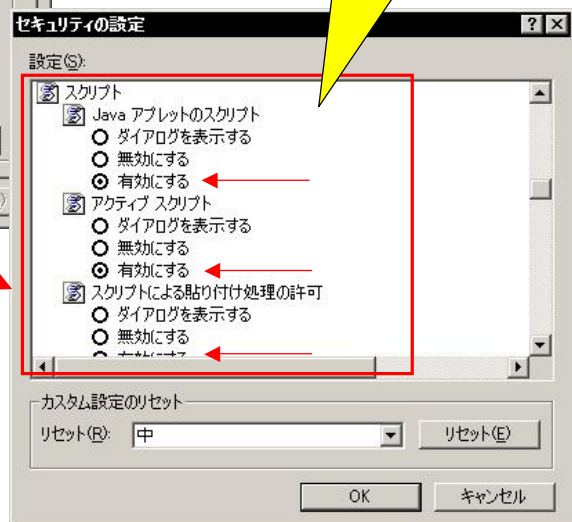 セキュリティの設定
設定(S):
スクリプト
Java アプレットのスクリプト
ダイアログを表示する
無効にする
有効にする
アクティブ スクリプト
ダイアログを表示する
無効にする
有効にする
スクリプトによる貼り付け処理の許可
ダイアログを表示する
無効にする
カスタム設定のリセット
リセット(R): 中 リセット(E)
OK キャンセル